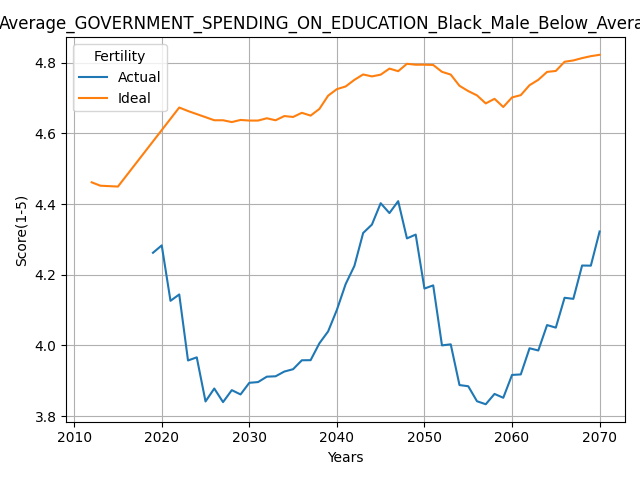 Average_GOVERNMENT_SPENDING_ON_EDUCATION_Black_Male_Below_Avera
Fertility
Actual
Ideal
Score(1-5)
4.8
4.6
4.4
4.2
4.0
3.8
2010 2020 2030 2040 2050 2060 2070
Years